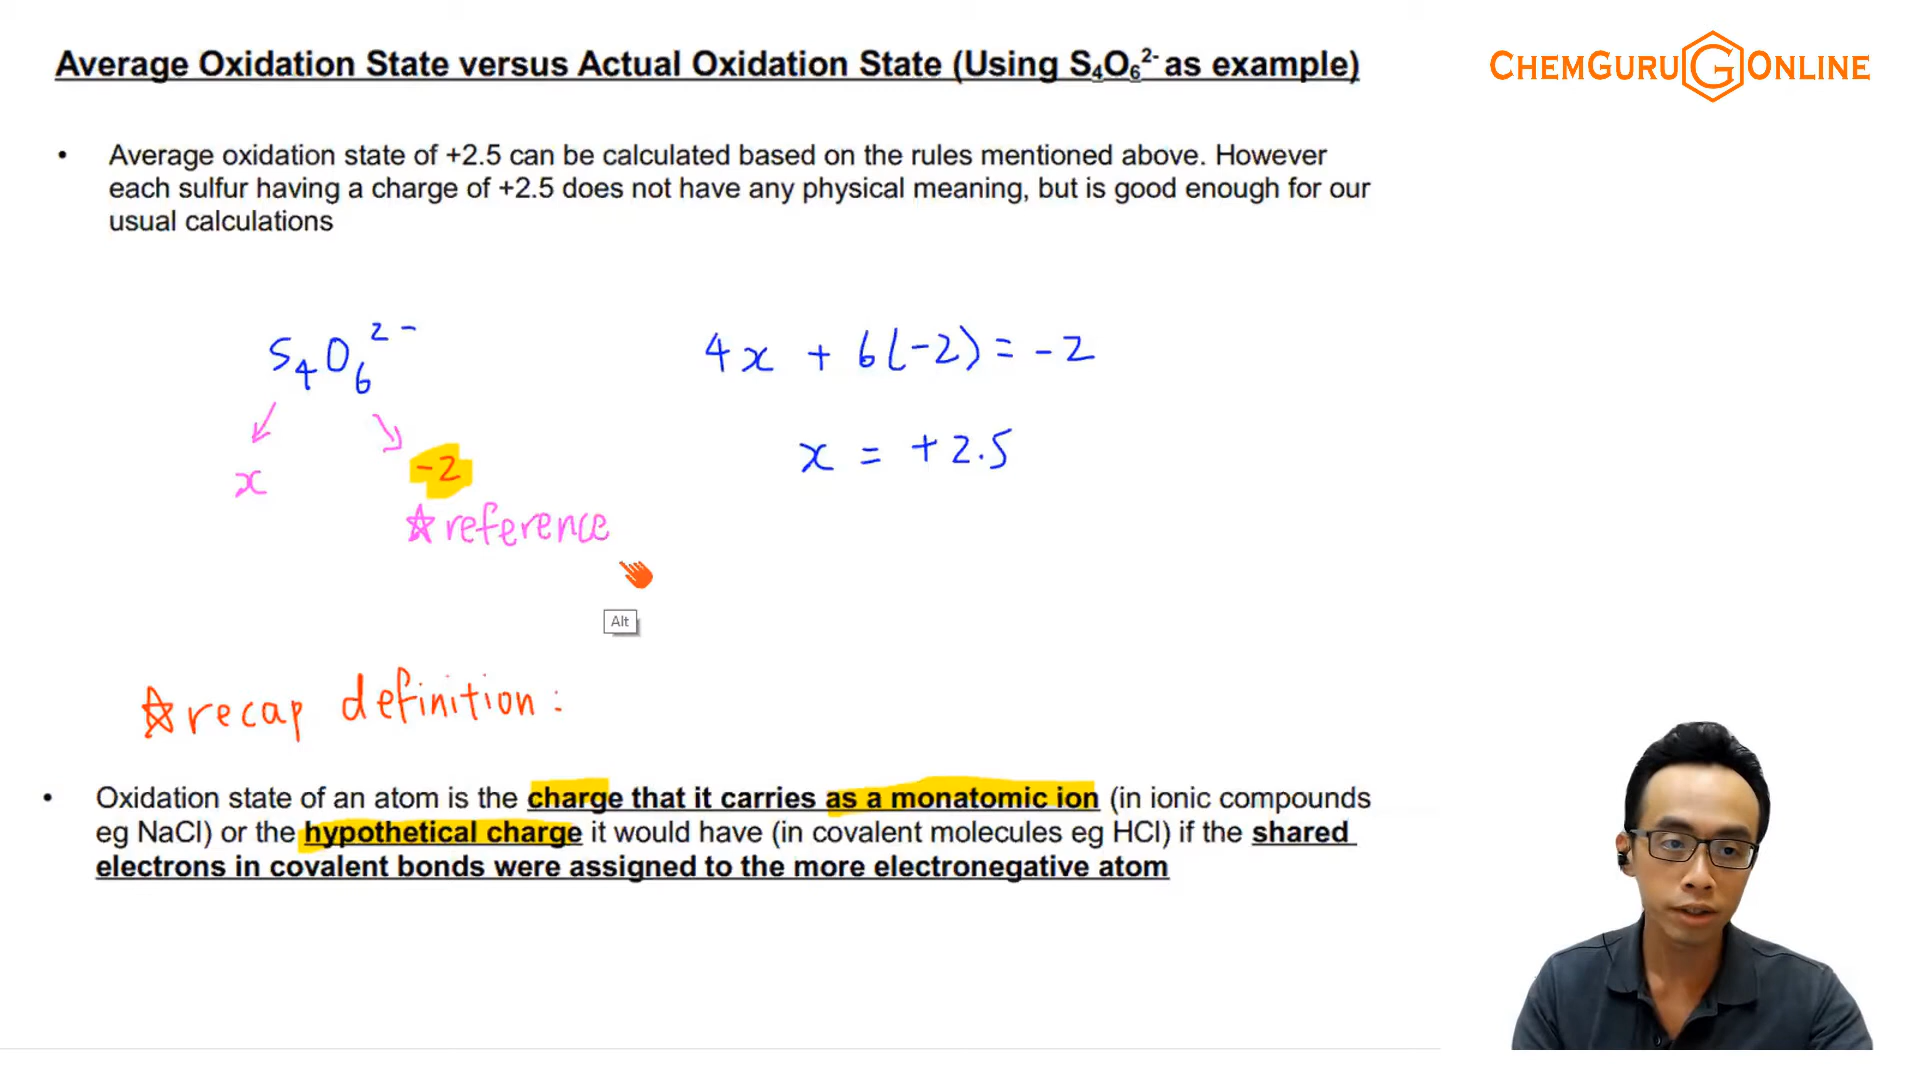 Average Oxidation State versus Actual Oxidation State (Using S₄O₆²⁻ as example)
CHEMGURU G ONLINE
• Average oxidation state of +2.5 can be calculated based on the rules mentioned above. However
each sulfur having a charge of +2.5 does not have any physical meaning, but is good enough for our
usual calculations
S₄O₆²⁻
4x + 6(-2) = -2
x
-2
x = +2.5
☆ reference
Alt
☆ recap definition:
• Oxidation state of an atom is the charge that it carries as a monatomic ion (in ionic compounds
eg NaCl) or the hypothetical charge it would have (in covalent molecules eg HCl) if the shared
electrons in covalent bonds were assigned to the more electronegative atom